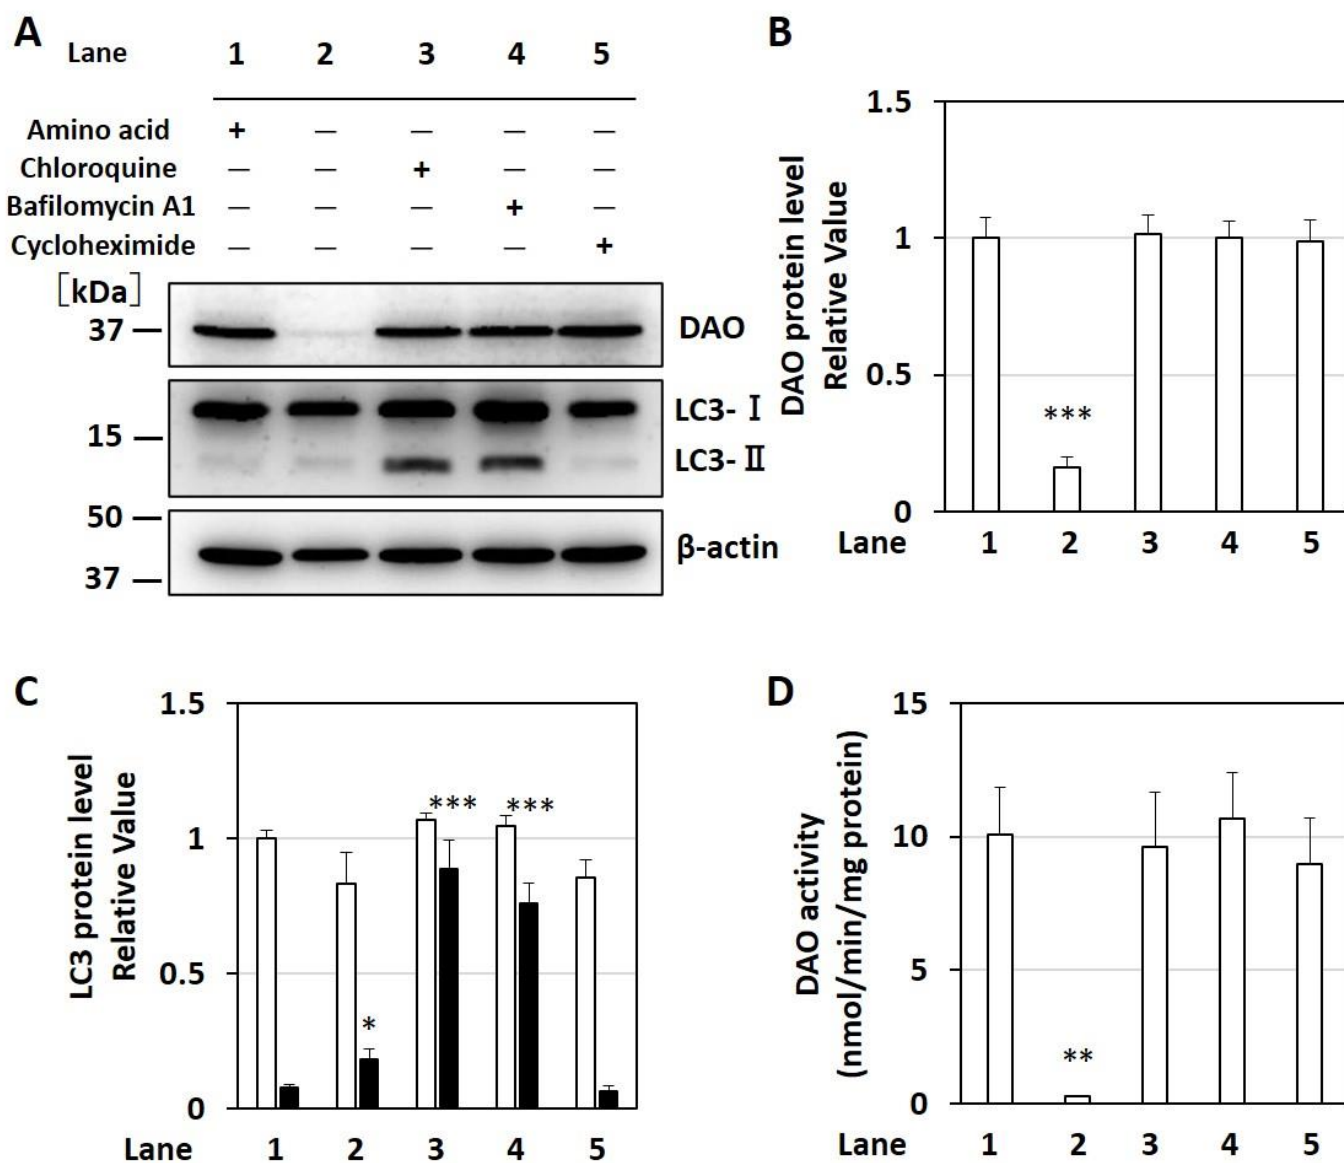 A
Lane 1 2 3 4 5
Amino acid + — — — —
Chloroquine — — + — —
Bafilomycin A1 — — — + —
Cycloheximide — — — — +
[kDa]
37 — DAO
LC3-Ⅰ
15 —
LC3-Ⅱ
50 —
β-actin
37 —
B
DAO protein level
Relative Value
1.5
1
0.5
0
***
Lane 1 2 3 4 5
C
LC3 protein level
Relative Value
1.5
1
0.5
0
* *** ***
Lane 1 2 3 4 5
D
DAO activity
(nmol/min/mg protein)
15
10
5
0
**
Lane 1 2 3 4 5